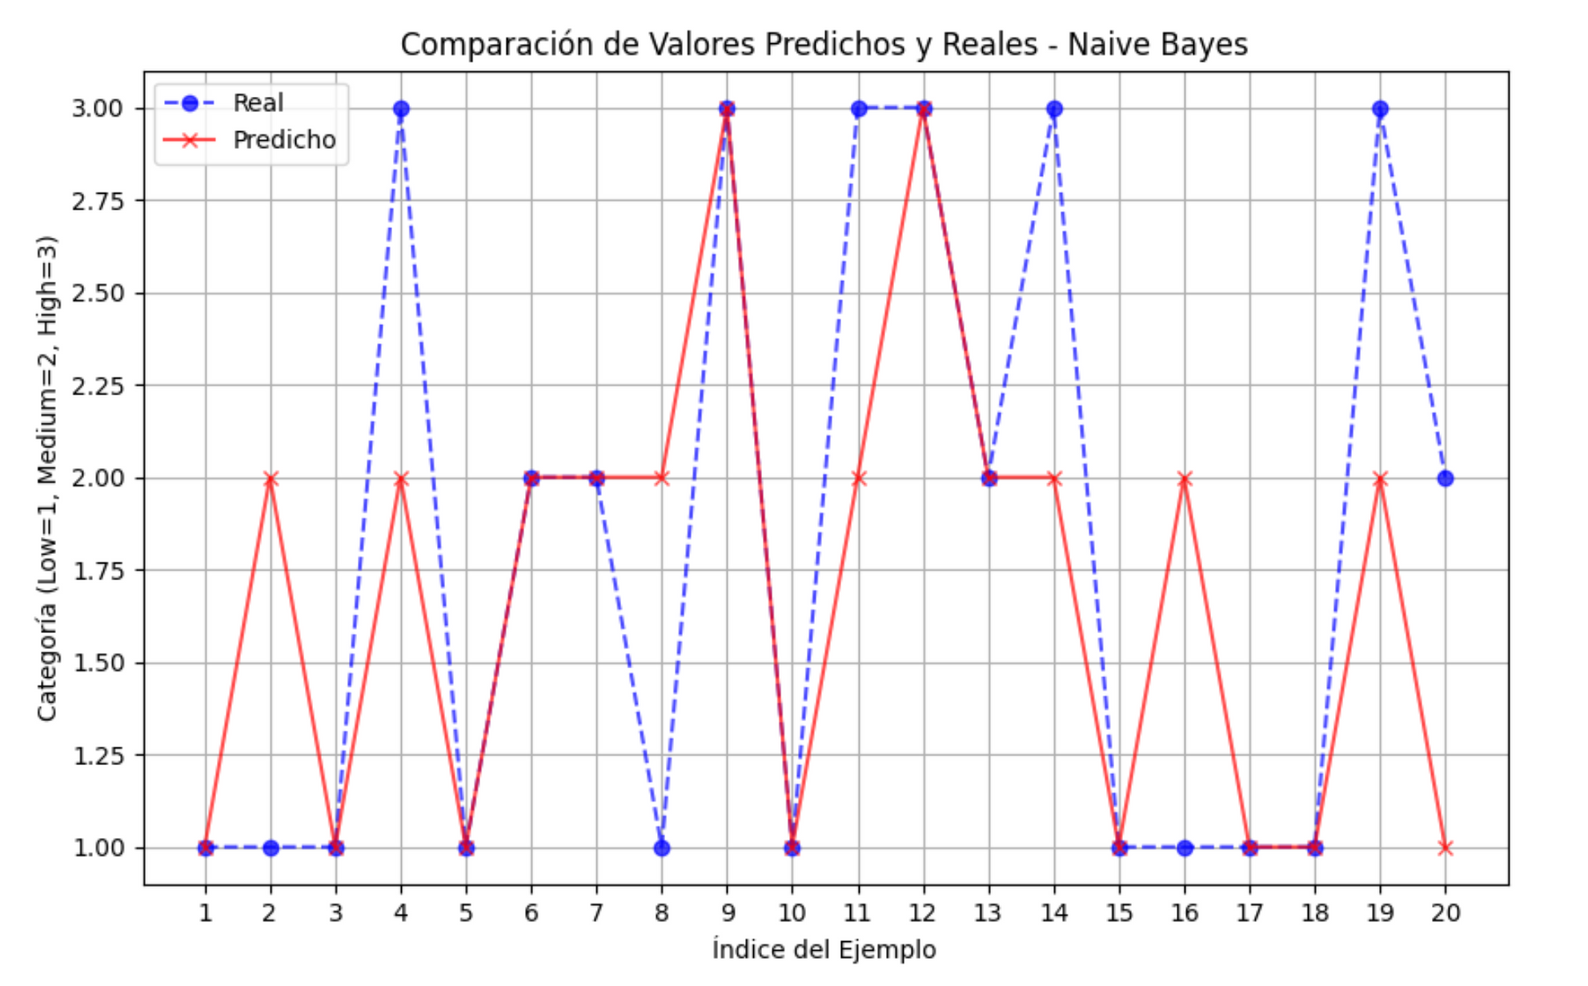 Comparación de Valores Predichos y Reales - Naive Bayes
Real
Predicho
Categoría (Low=1, Medium=2, High=3)
3.00
2.75
2.50
2.25
2.00
1.75
1.50
1.25
1.00
1 2 3 4 5 6 7 8 9 10 11 12 13 14 15 16 17 18 19 20
Índice del Ejemplo